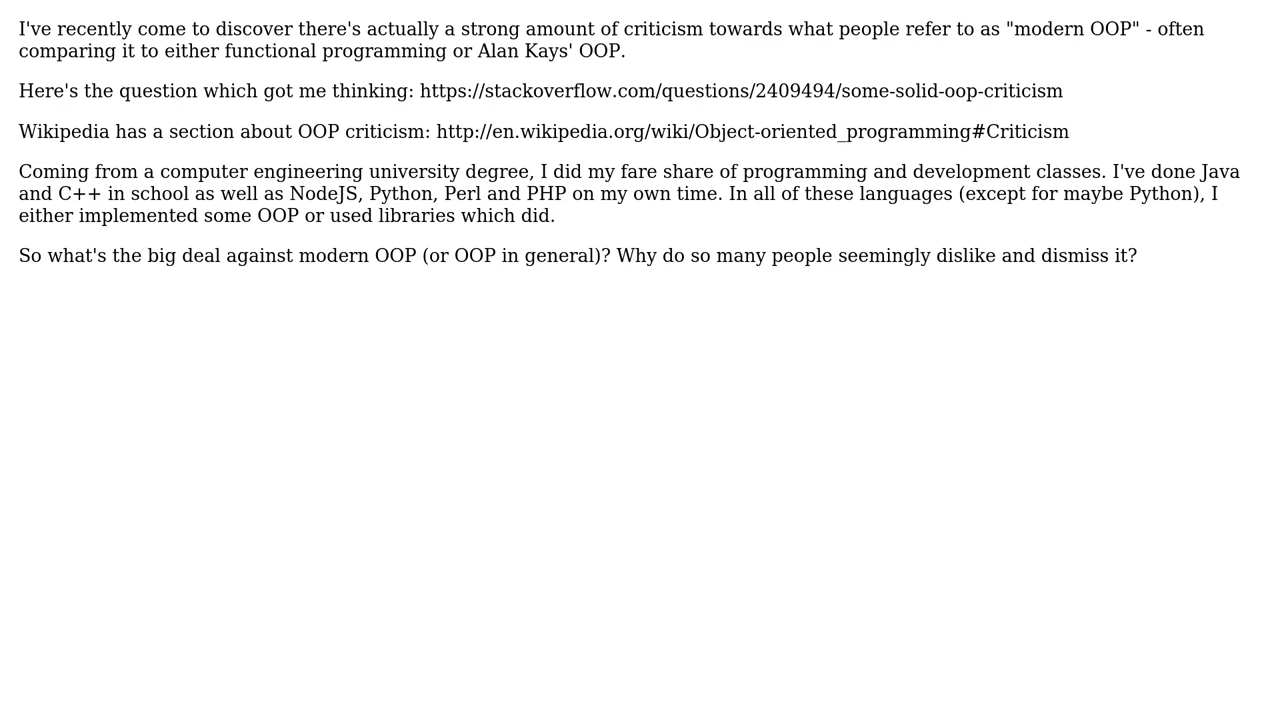 I've recently come to discover there's actually a strong amount of criticism towards what people refer to as "modern OOP" - often
comparing it to either functional programming or Alan Kays' OOP.
Here's the question which got me thinking: https://stackoverflow.com/questions/2409494/some-solid-oop-criticism
Wikipedia has a section about OOP criticism: http://en.wikipedia.org/wiki/Object-oriented_programming#Criticism
Coming from a computer engineering university degree, I did my fare share of programming and development classes. I've done Java
and C++ in school as well as NodeJS, Python, Perl and PHP on my own time. In all of these languages (except for maybe Python), I
either implemented some OOP or used libraries which did.
So what's the big deal against modern OOP (or OOP in general)? Why do so many people seemingly dislike and dismiss it?